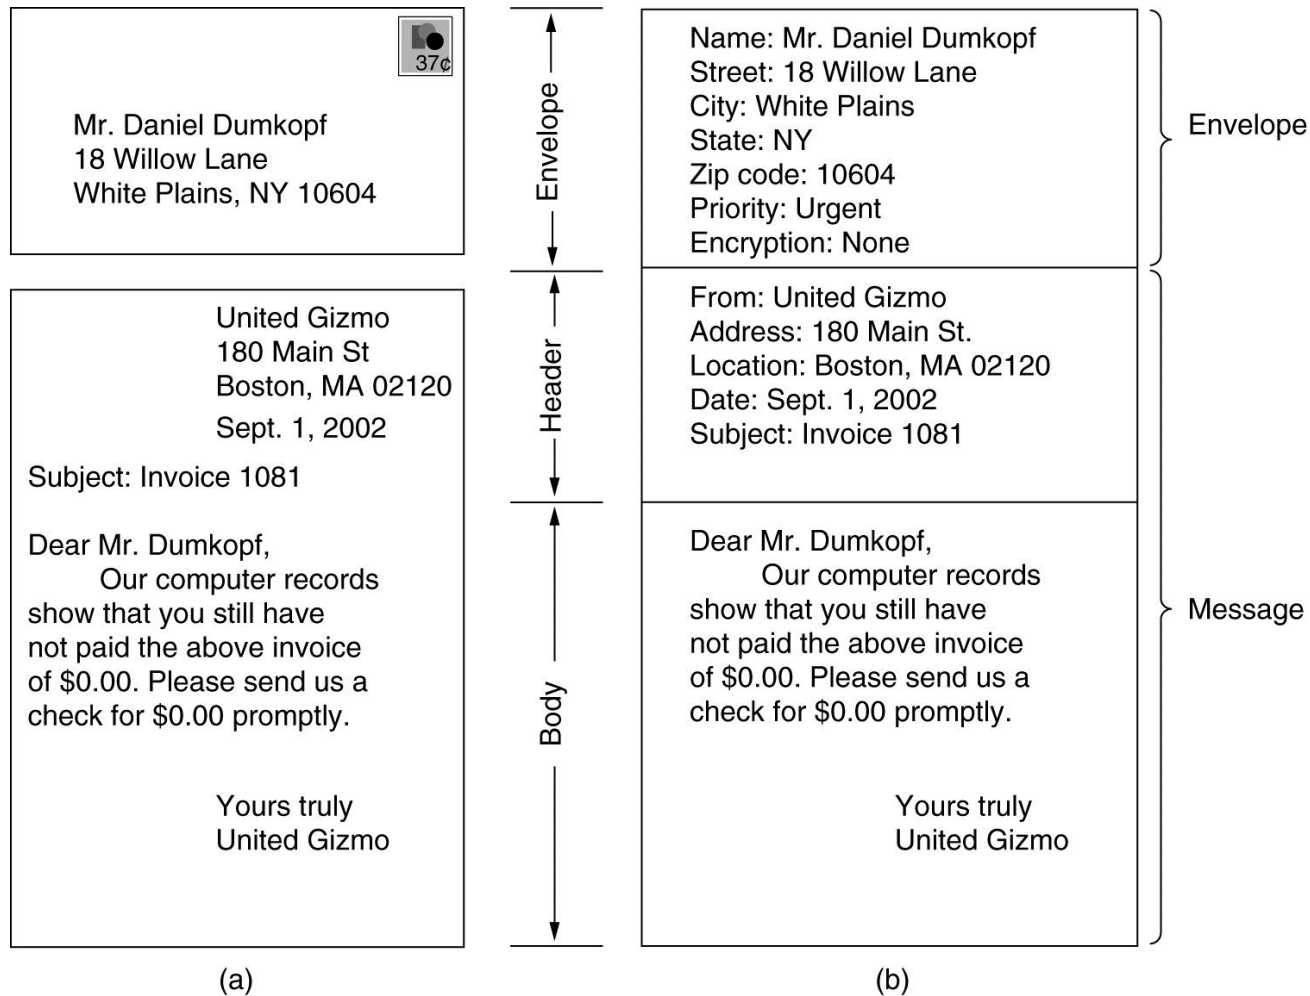 37¢
Mr. Daniel Dumkopf
18 Willow Lane
White Plains, NY 10604
United Gizmo
180 Main St
Boston, MA 02120
Sept. 1, 2002
Subject: Invoice 1081
Dear Mr. Dumkopf,
Our computer records
show that you still have
not paid the above invoice
of $0.00. Please send us a
check for $0.00 promptly.
Yours truly
United Gizmo
(a)
Envelope
Header
Body
Name: Mr. Daniel Dumkopf
Street: 18 Willow Lane
City: White Plains
State: NY
Zip code: 10604
Priority: Urgent
Encryption: None
From: United Gizmo
Address: 180 Main St.
Location: Boston, MA 02120
Date: Sept. 1, 2002
Subject: Invoice 1081
Dear Mr. Dumkopf,
Our computer records
show that you still have
not paid the above invoice
of $0.00. Please send us a
check for $0.00 promptly.
Yours truly
United Gizmo
(b)
Envelope
Message